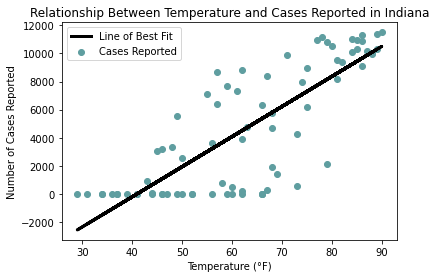 Relationship Between Temperature and Cases Reported in Indiana
Line of Best Fit
Cases Reported
12000
10000
8000
6000
4000
2000
0
−2000
Number of Cases Reported
30 40 50 60 70 80 90
Temperature (°F)